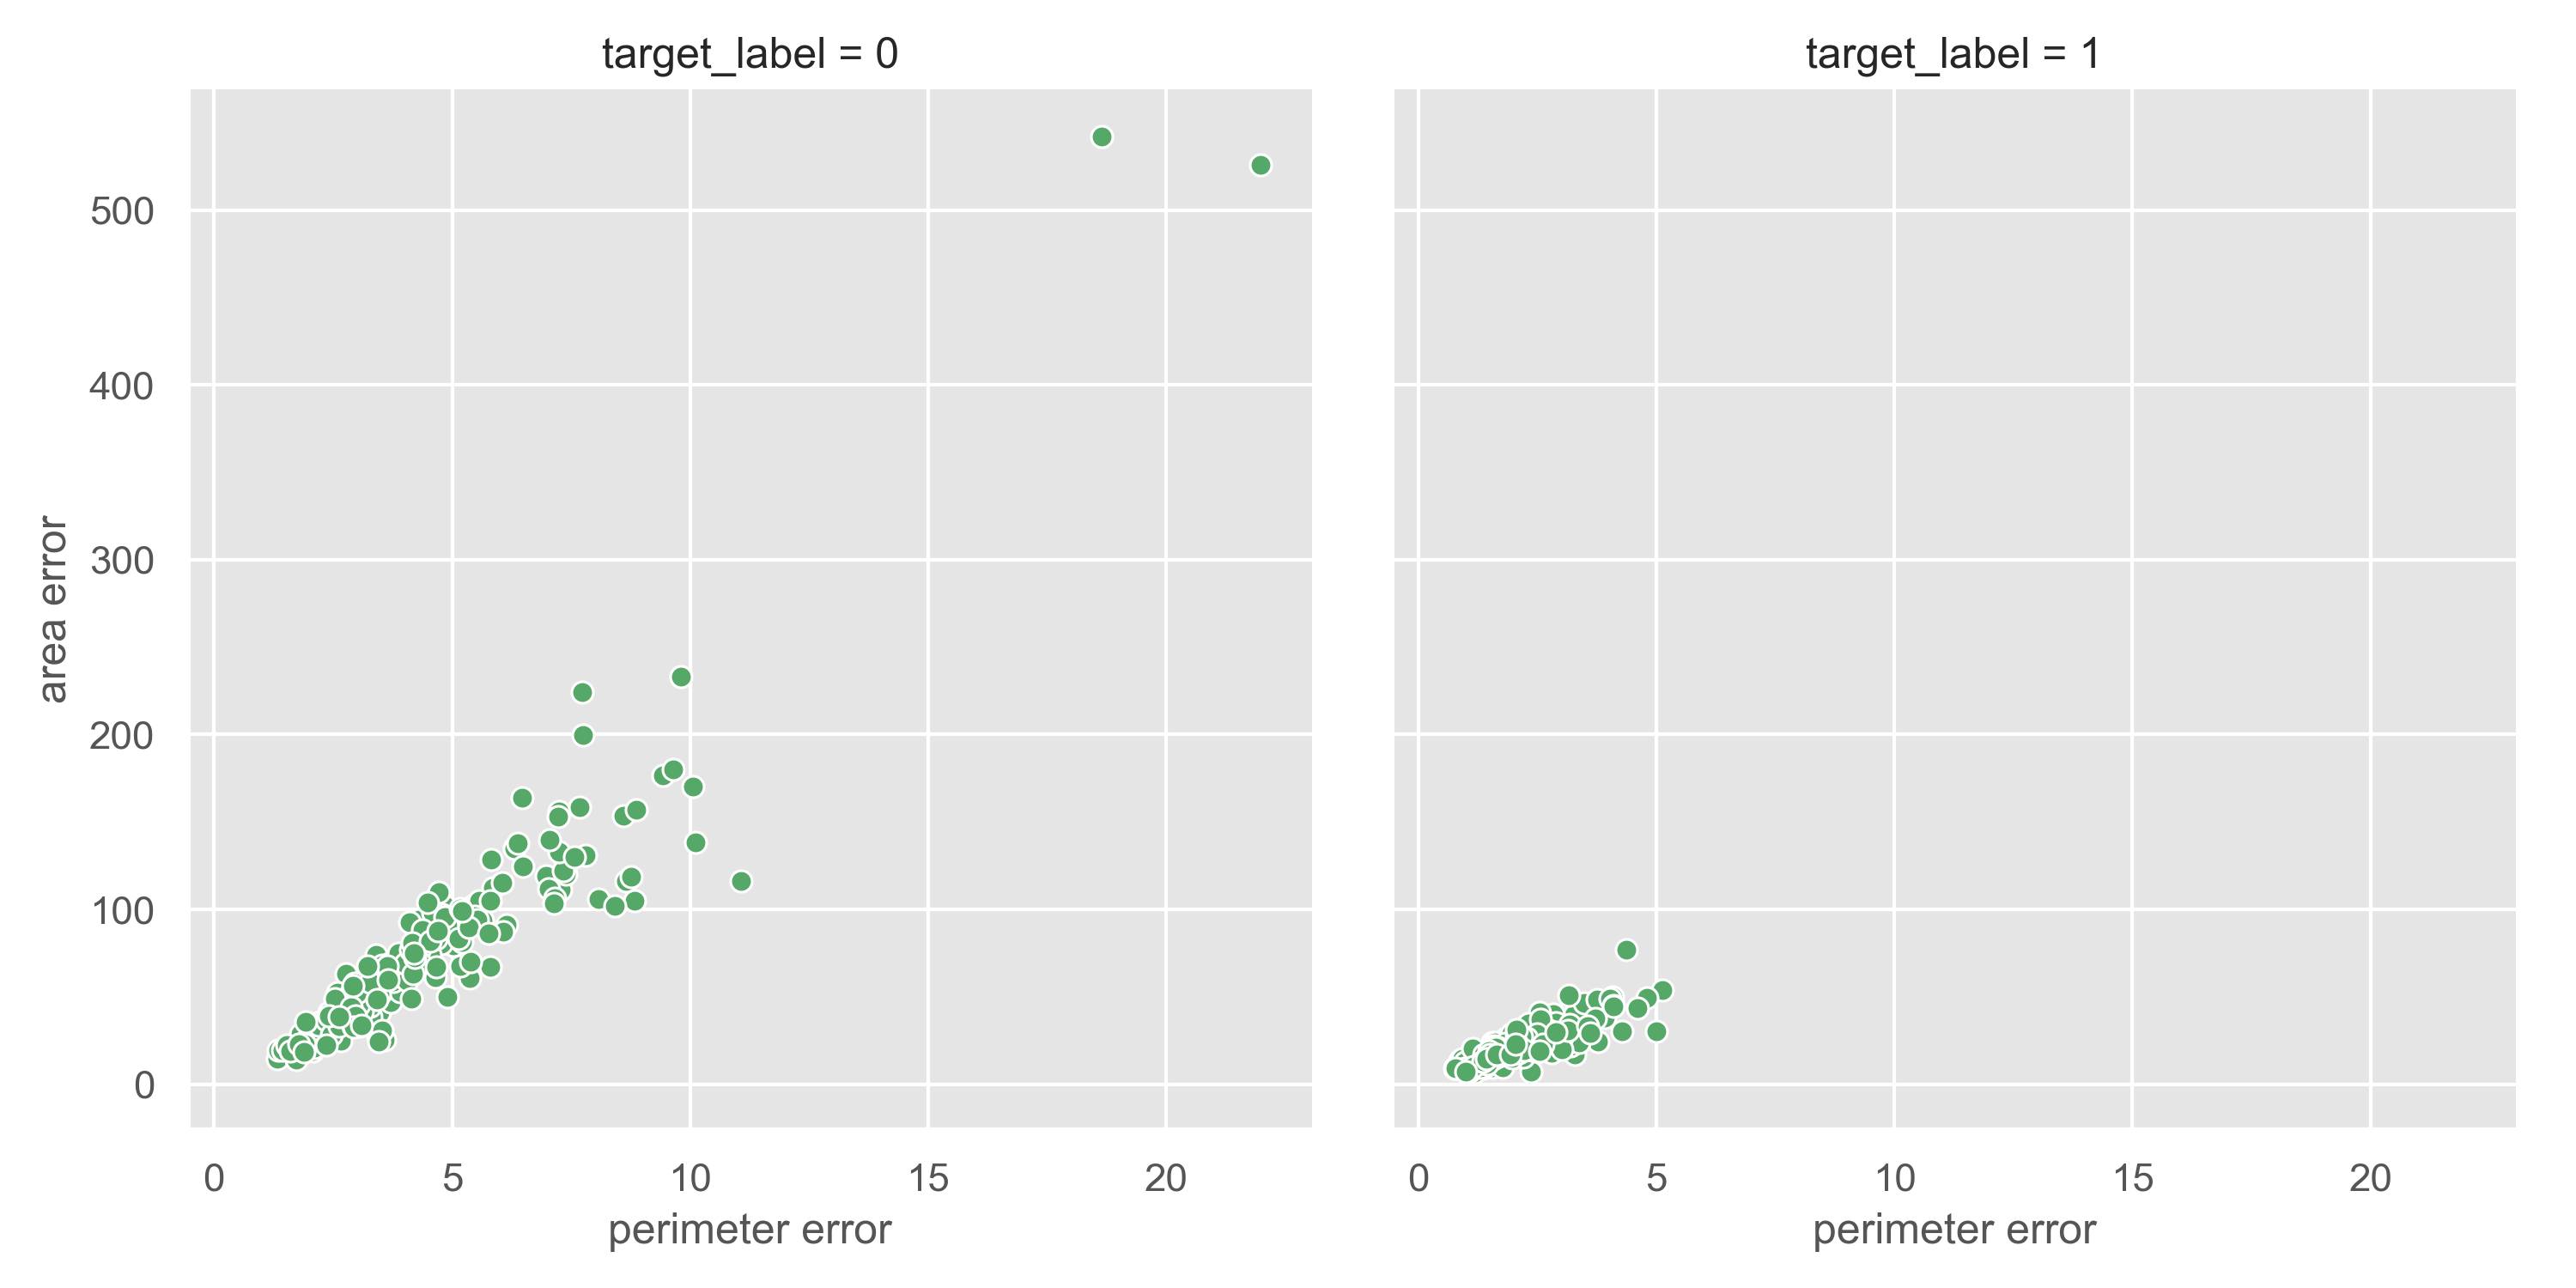 target_label = 0
target_label = 1
500
400
300
200
100
0
area error
0 5 10 15 20
0 5 10 15 20
perimeter error
perimeter error